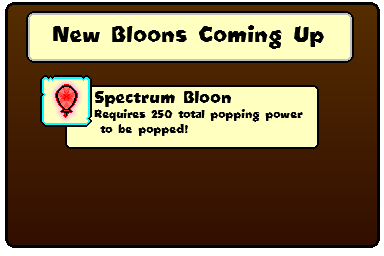 New Bloons Coming Up
Spectrum Bloon
Requires 250 total popping power
to be popped!